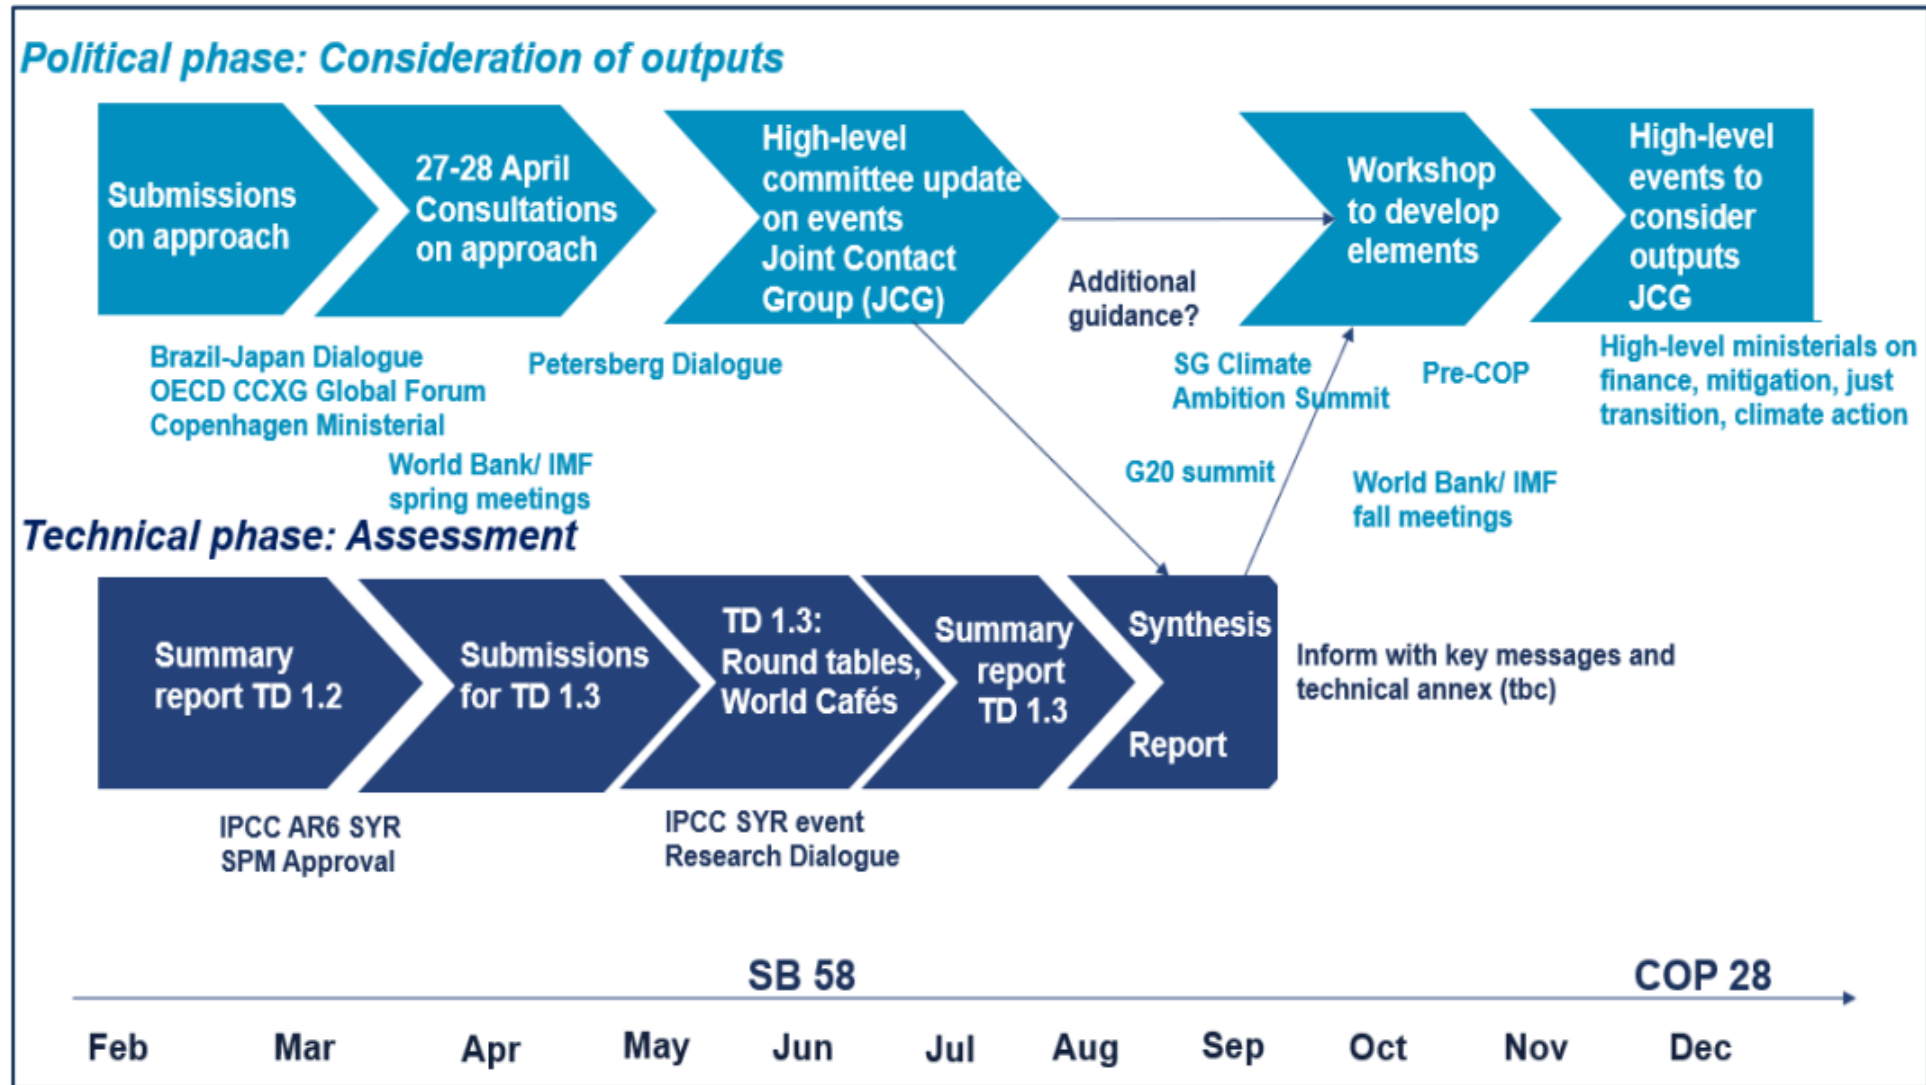 Political phase: Consideration of outputs
Submissions
on approach
27-28 April
Consultations
on approach
High-level
committee update
on events
Joint Contact
Group (JCG)
Additional
guidance?
Workshop
to develop
elements
High-level
events to
consider
outputs
JCG
Brazil-Japan Dialogue
OECD CCXG Global Forum
Copenhagen Ministerial
Petersberg Dialogue
World Bank/ IMF
spring meetings
SG Climate
Ambition Summit
Pre-COP
High-level ministerials on
finance, mitigation, just
transition, climate action
G20 summit
World Bank/ IMF
fall meetings
Technical phase: Assessment
Summary
report TD 1.2
Submissions
for TD 1.3
TD 1.3:
Round tables,
World Cafés
Summary
report
TD 1.3
Synthesis
Report
Inform with key messages and
technical annex (tbc)
IPCC AR6 SYR
SPM Approval
IPCC SYR event
Research Dialogue
SB 58
COP 28
Feb
Mar
Apr
May
Jun
Jul
Aug
Sep
Oct
Nov
Dec